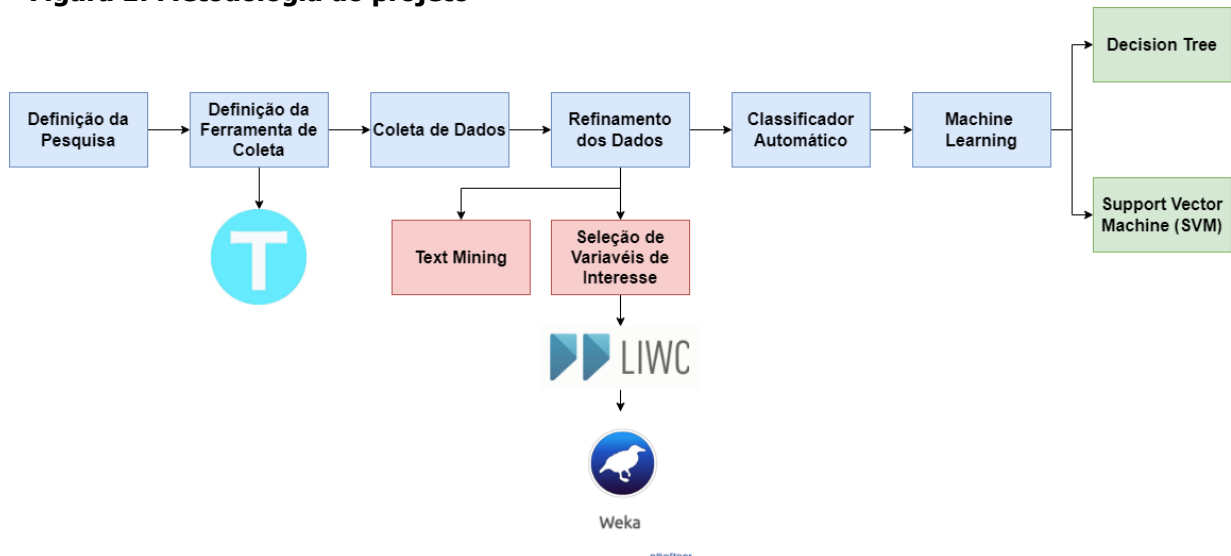 Definição da
Pesquisa
Definição da
Ferramenta de
Coleta
Coleta de Dados
Refinamento
dos Dados
Classificador
Automático
Machine
Learning
Decision Tree
Support Vector
Machine (SVM)
T
Text Mining
Seleção de
Variavéis de
Interesse
LIWC
Weka